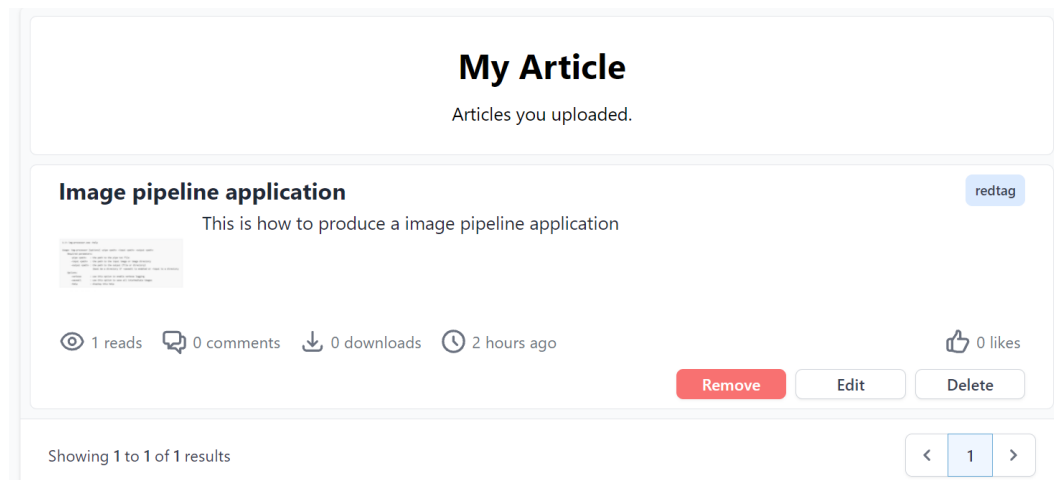 My Article
Articles you uploaded.
Image pipeline application
redtag
This is how to produce a image pipeline application
1 reads 0 comments 0 downloads 2 hours ago 0 likes
Remove Edit Delete
Showing 1 to 1 of 1 results
1